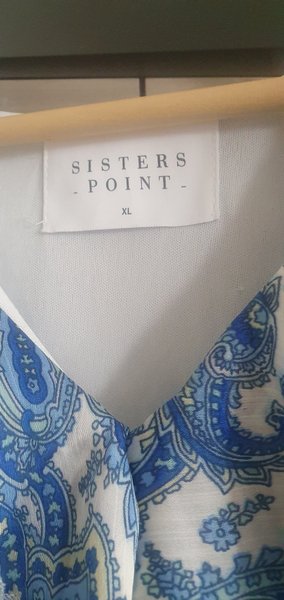 SISTERS
- POINT -
XL